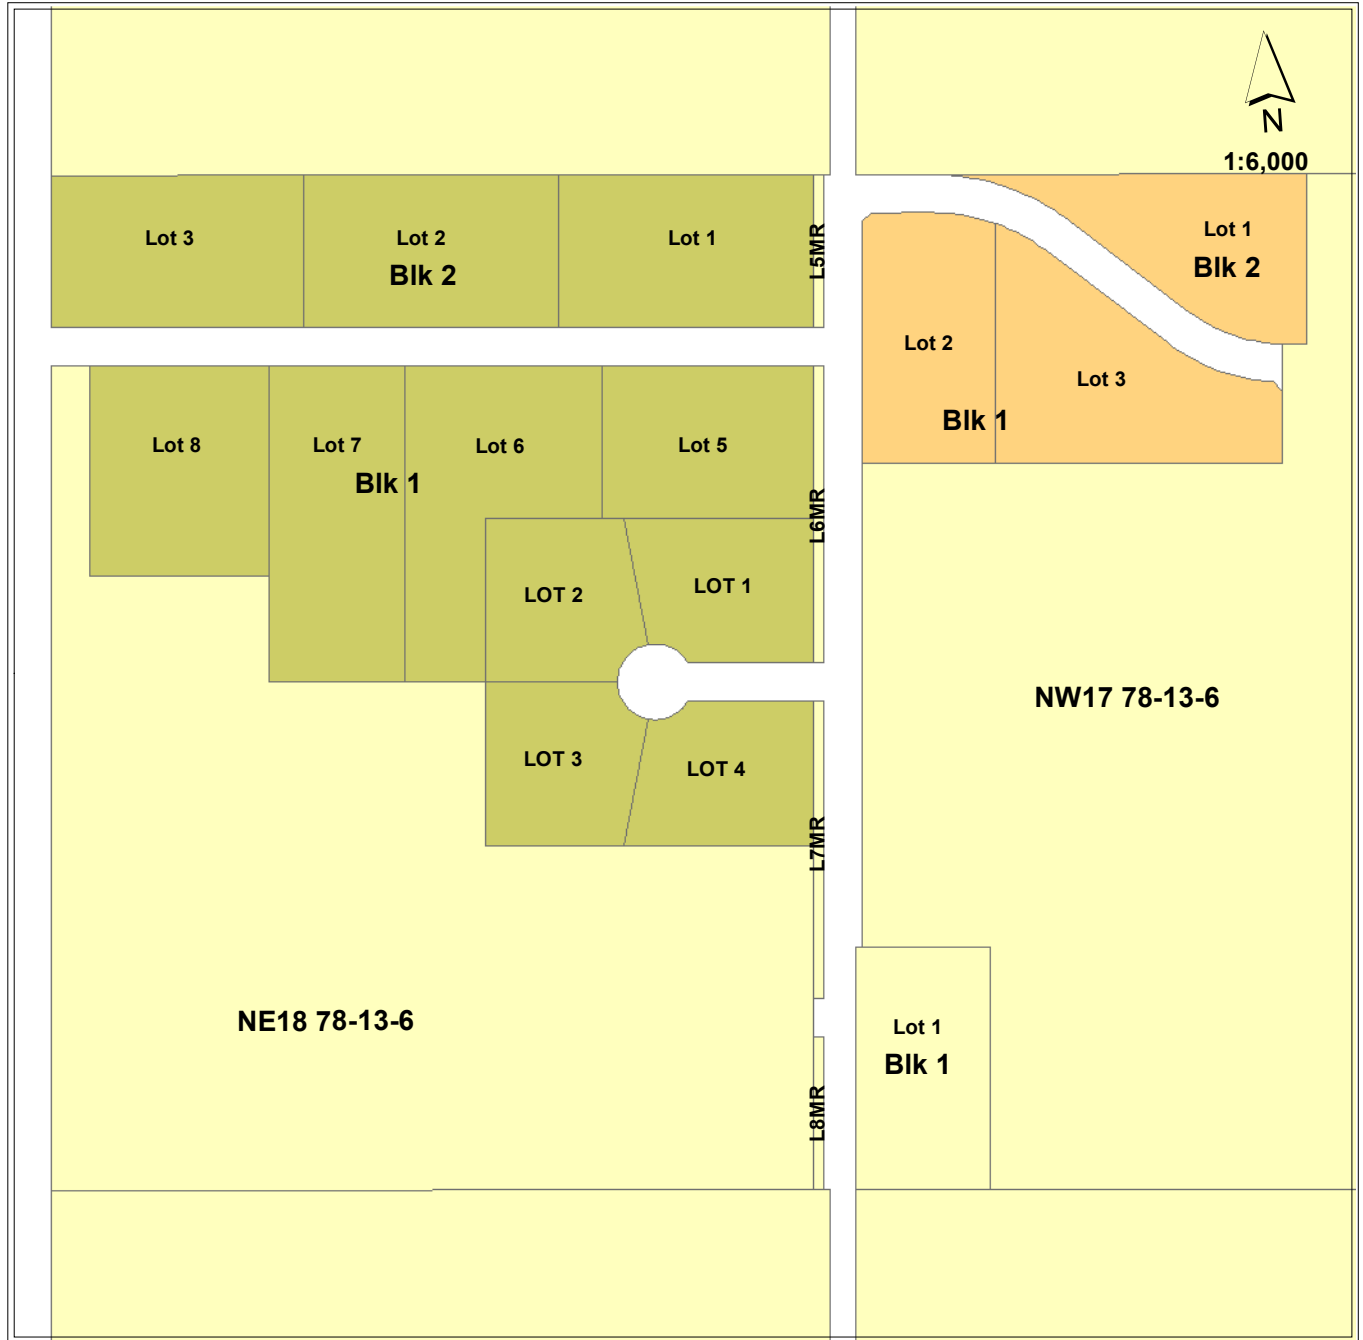 N
1:6,000
Lot 3
Lot 2
Lot 1
Blk 2
L5MR
Lot 1
Blk 2
Lot 2
Lot 3
Blk 1
Lot 8
Lot 7
Lot 6
Lot 5
Blk 1
L6MR
LOT 2
LOT 1
NW17 78-13-6
LOT 3
LOT 4
L7MR
NE18 78-13-6
Lot 1
Blk 1
L8MR